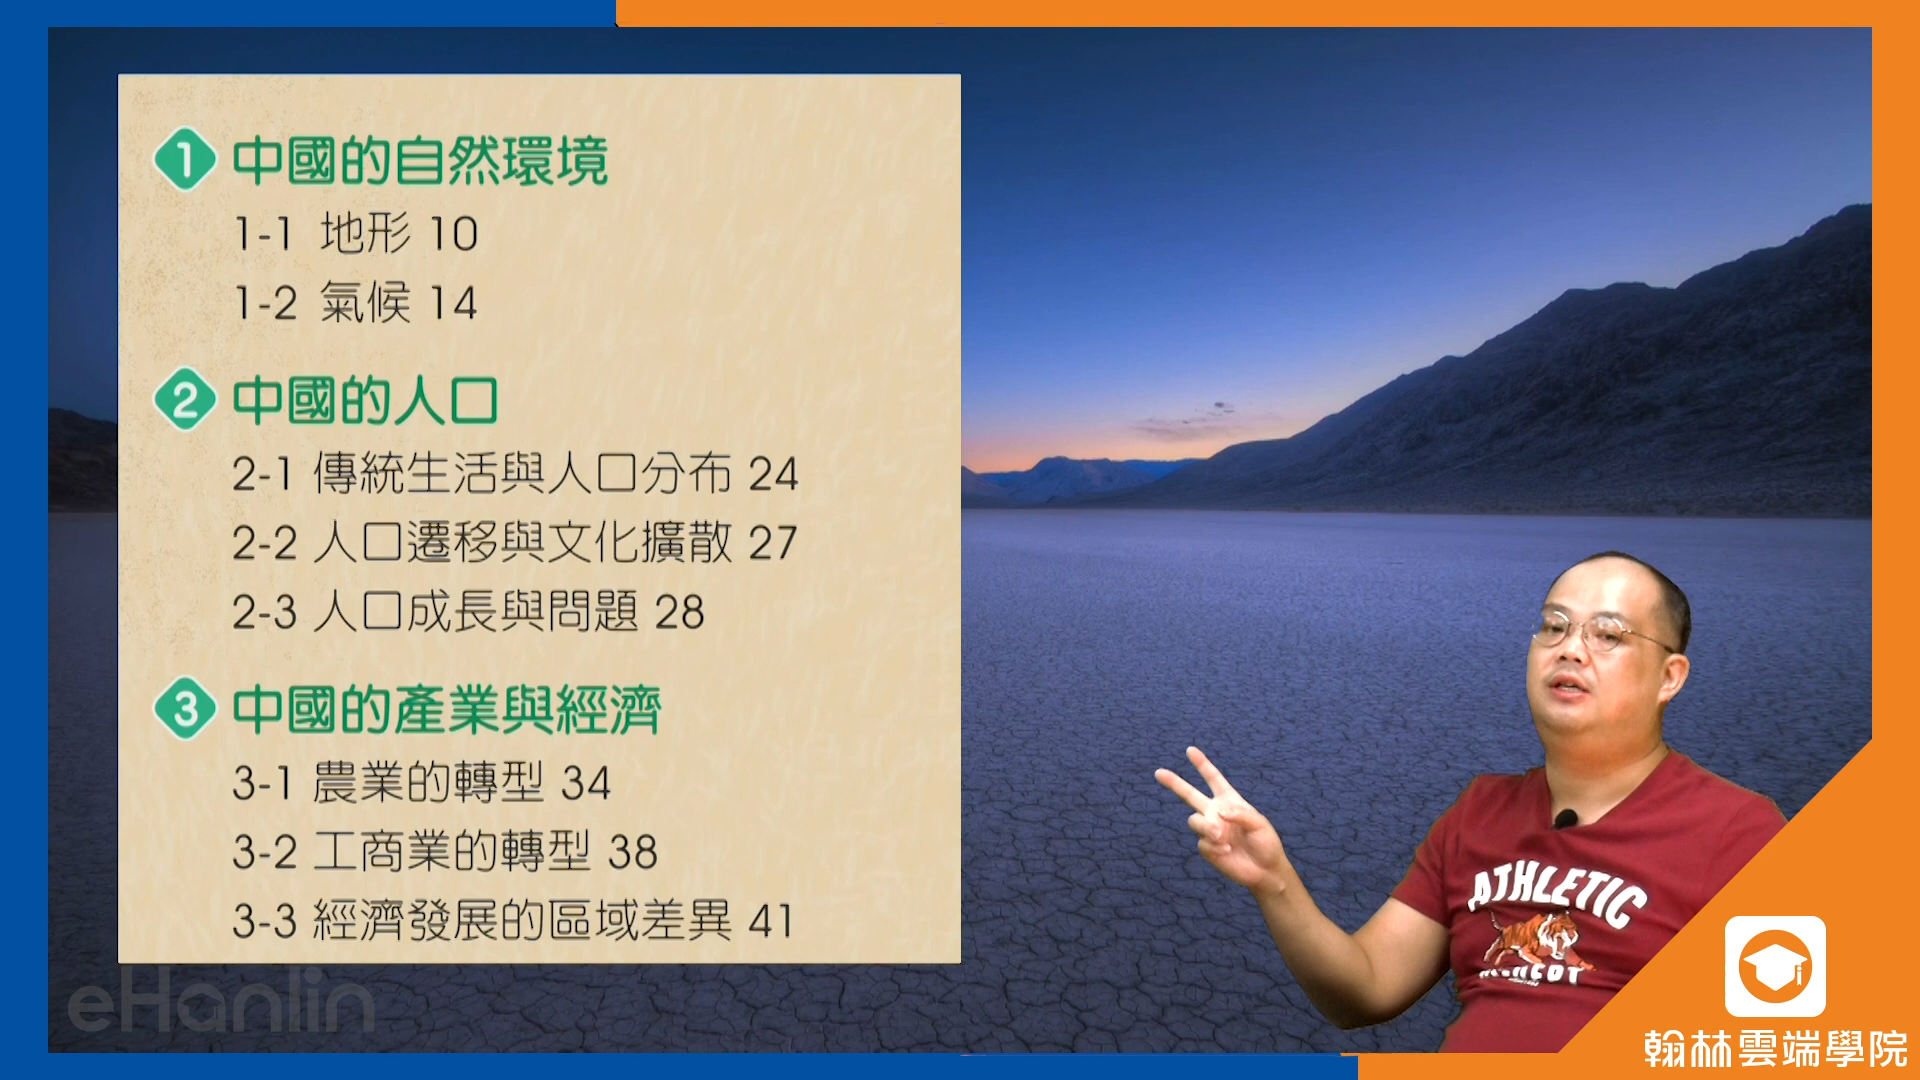 1 中國的自然環境
1-1 地形 10
1-2 氣候 14
2 中國的人口
2-1 傳統生活與人口分布 24
2-2 人口遷移與文化擴散 27
2-3 人口成長與問題 28
3 中國的產業與經濟
3-1 農業的轉型 34
3-2 工商業的轉型 38
3-3 經濟發展的區域差異 41
eHanlin
ATHLETIC
翰林雲端學院